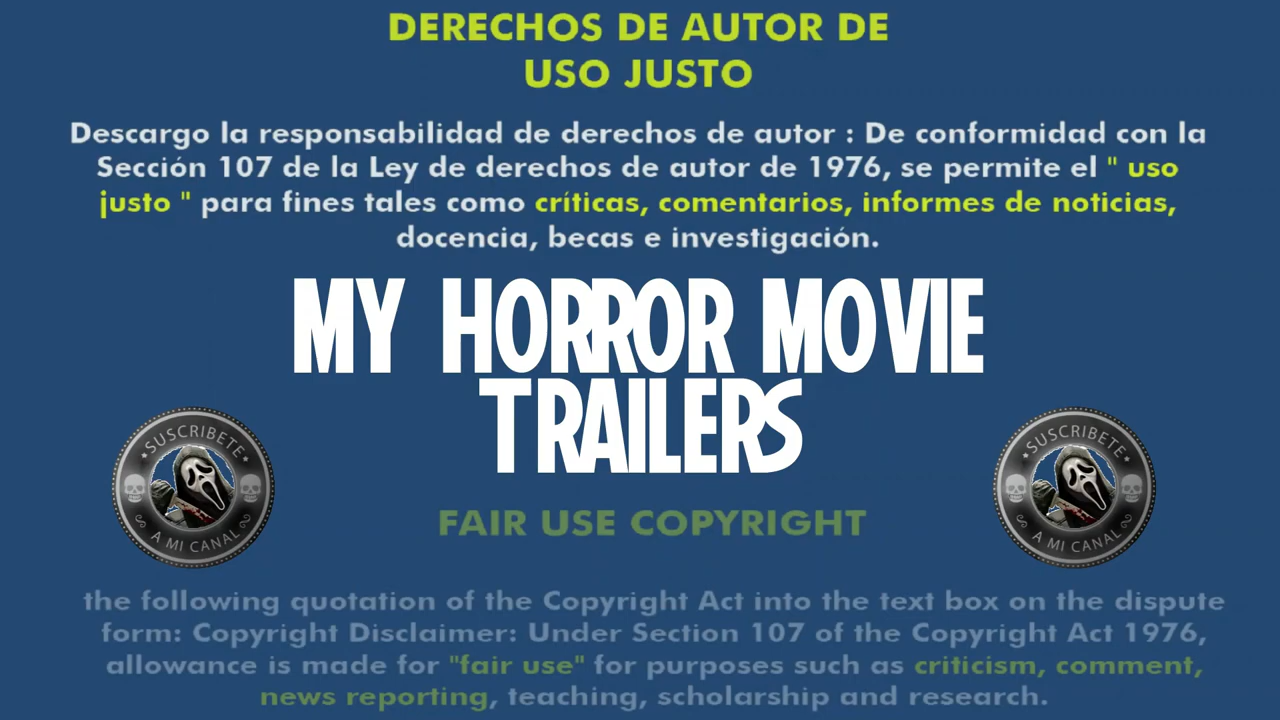 DERECHOS DE AUTOR DE
USO JUSTO
Descargo la responsabilidad de derechos de autor : De conformidad con la
Sección 107 de la Ley de derechos de autor de 1976, se permite el " uso
justo " para fines tales como críticas, comentarios, informes de noticias,
docencia, becas e investigación.
MY HORROR MOVIE
TRAILERS
SUSCRIBETE
A MI CANAL
SUSCRIBETE
A MI CANAL
FAIR USE COPYRIGHT
the following quotation of the Copyright Act into the text box on the dispute
form: Copyright Disclaimer: Under Section 107 of the Copyright Act 1976,
allowance is made for "fair use" for purposes such as criticism, comment,
news reporting, teaching, scholarship and research.